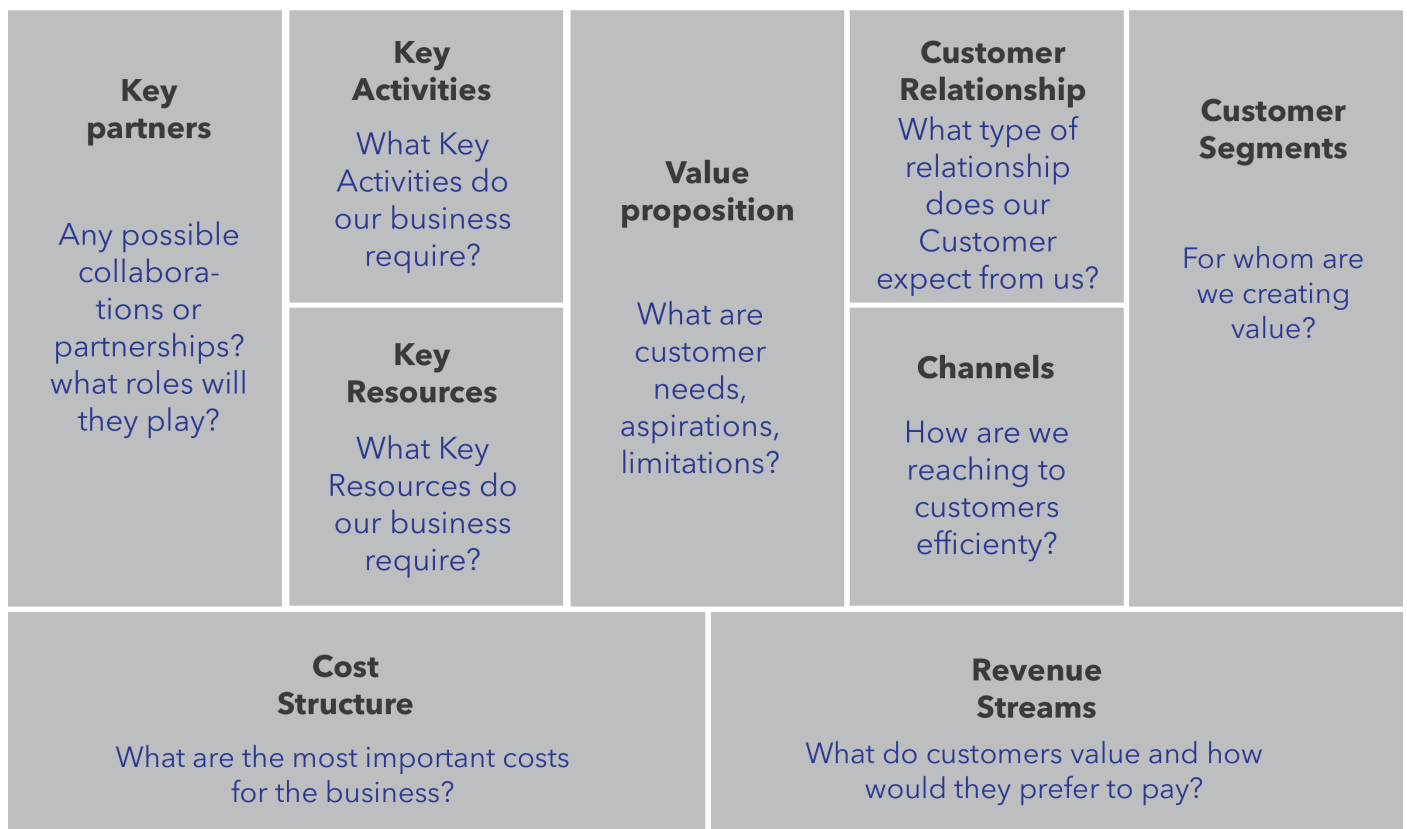 Key
partners
Any possible
collabora-
tions or
partnerships?
what roles will
they play?
Key
Activities
What Key
Activities do
our business
require?
Key
Resources
What Key
Resources do
our business
require?
Value
proposition
What are
customer
needs,
aspirations,
limitations?
Customer
Relationship
What type of
relationship
does our
Customer
expect from us?
Channels
How are we
reaching to
customers
efficienty?
Customer
Segments
For whom are
we creating
value?
Cost
Structure
What are the most important costs
for the business?
Revenue
Streams
What do customers value and how
would they prefer to pay?